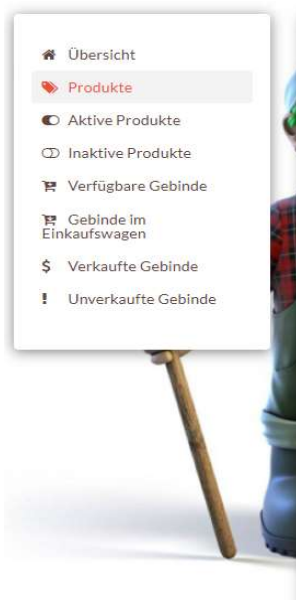 Übersicht
Produkte
Aktive Produkte
Inaktive Produkte
Verfügbare Gebinde
Gebinde im
Einkaufswagen
Verkaufte Gebinde
Unverkaufte Gebinde